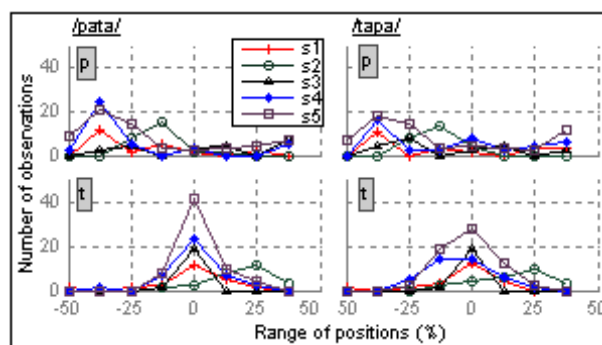 /pata/
/tapa/
Number of observations
40
20
0
p
s1
s2
s3
s4
s5
p
40
20
0
t
t
-50
-25
0
25
50
-25
0
25
50
Range of positions (%)